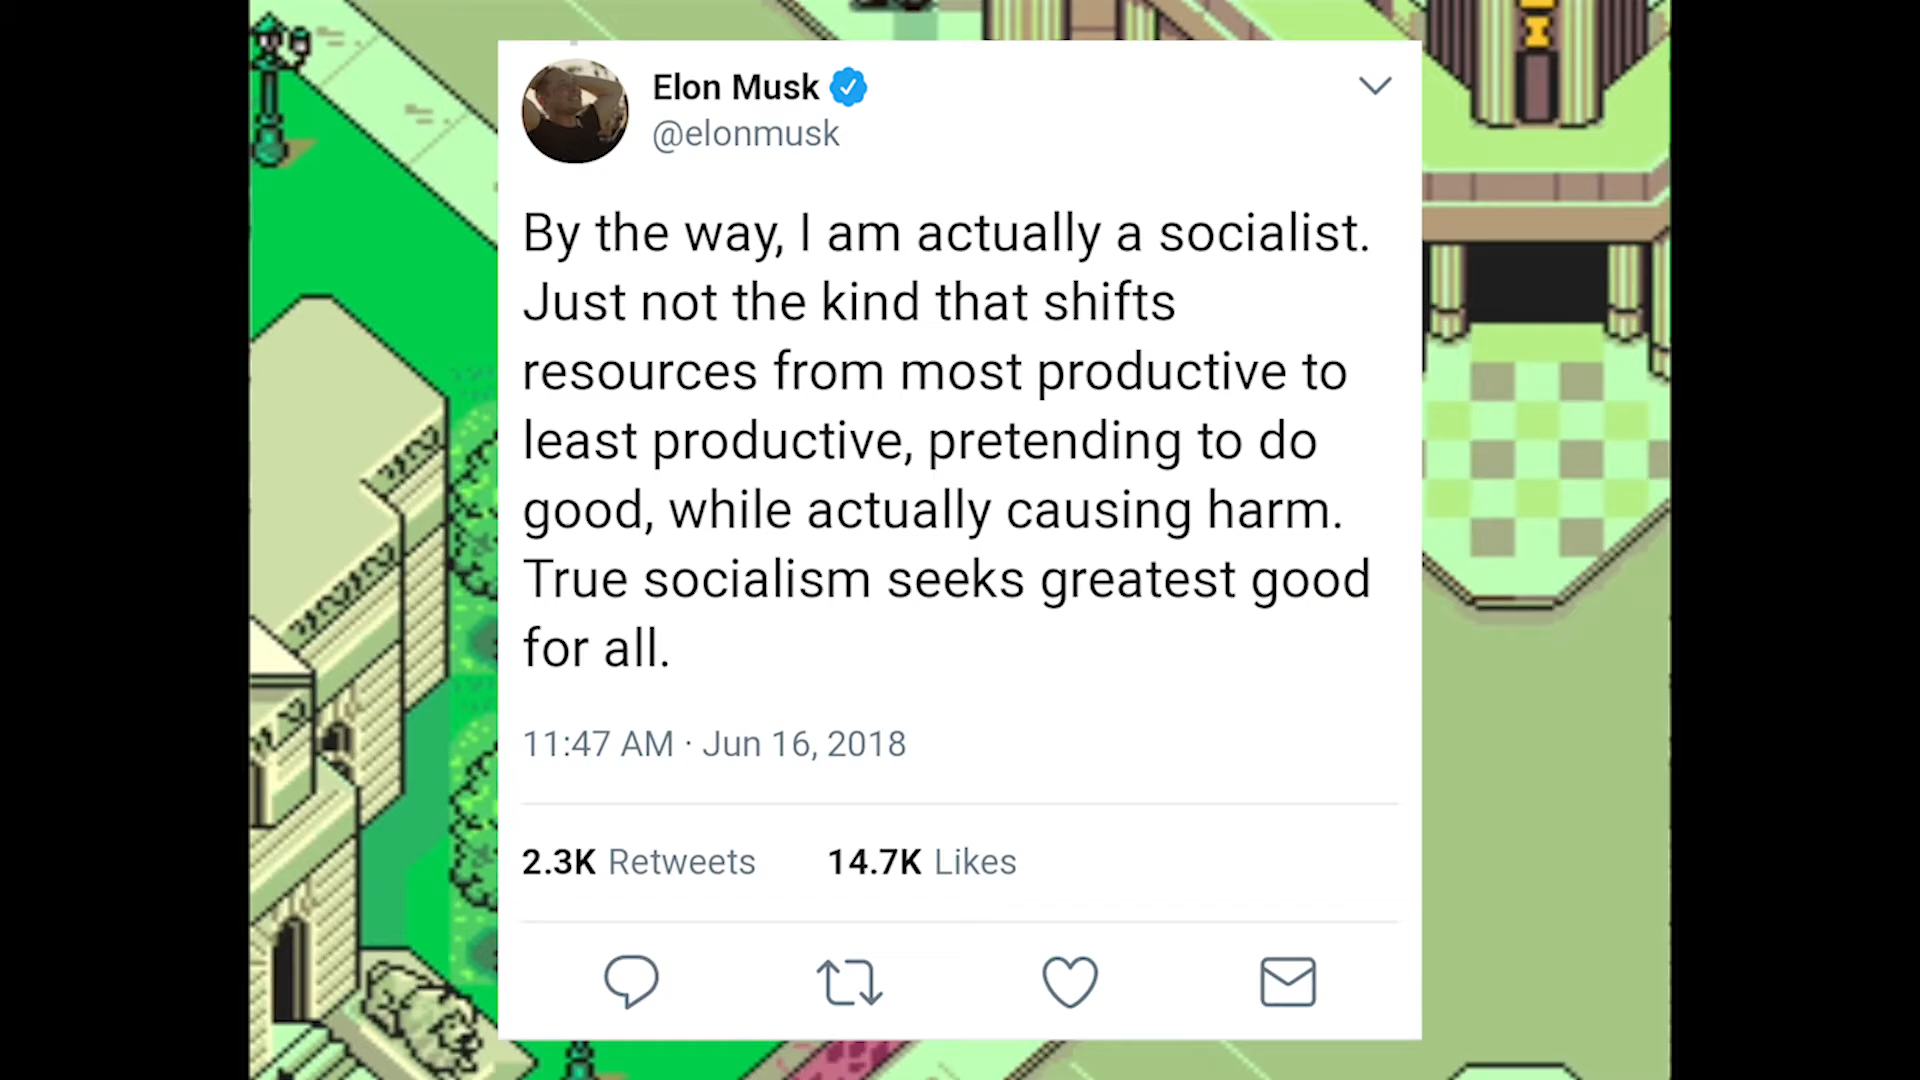 Elon Musk
@elonmusk
By the way, I am actually a socialist.
Just not the kind that shifts
resources from most productive to
least productive, pretending to do
good, while actually causing harm.
True socialism seeks greatest good
for all.
11:47 AM · Jun 16, 2018
2.3K Retweets 14.7K Likes